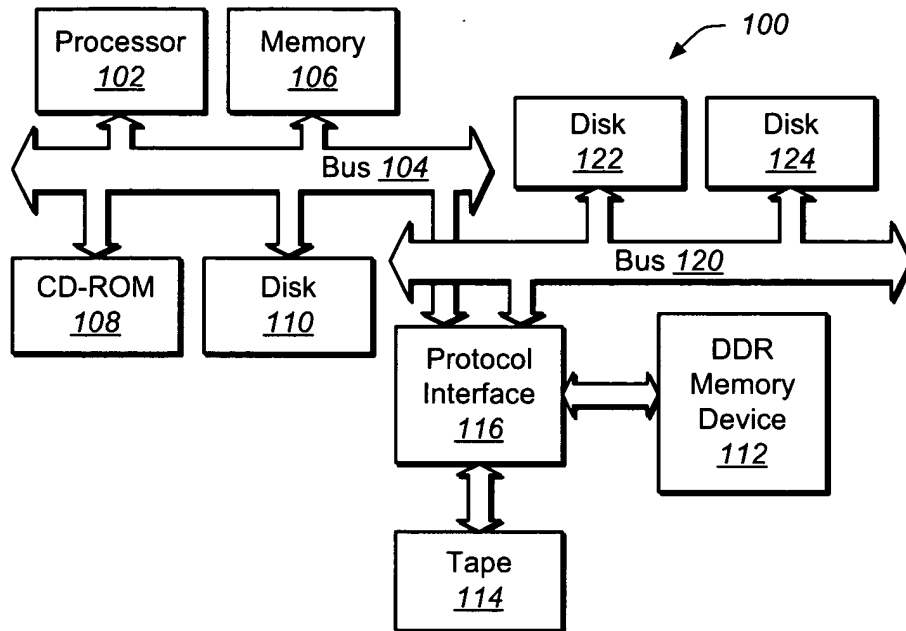 100
Processor
102
Memory
106
Disk
122
Disk
124
Bus 104
Bus 120
CD-ROM
108
Disk
110
Protocol
Interface
116
DDR
Memory
Device
112
Tape
114